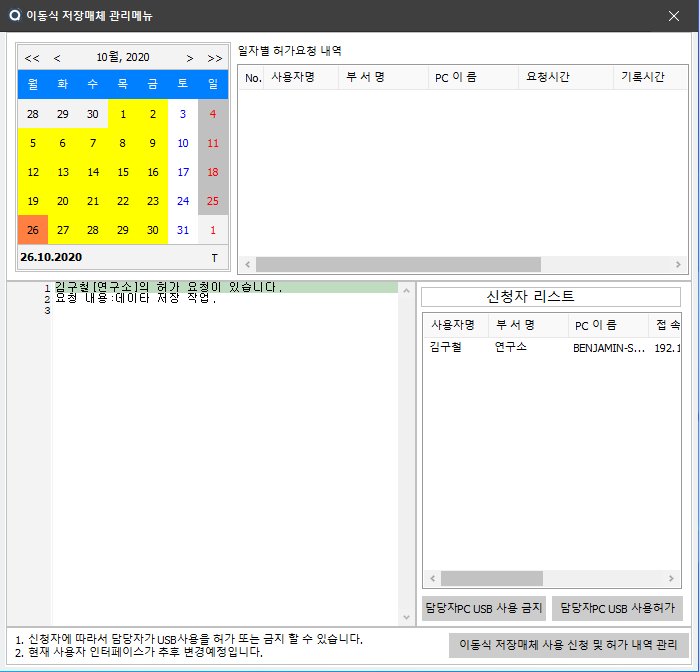 이동식 저장매체 관리메뉴
<< < 10월, 2020 > >>
월 화 수 목 금 토 일
28 29 30 1 2 3 4
5 6 7 8 9 10 11
12 13 14 15 16 17 18
19 20 21 22 23 24 25
26 27 28 29 30 31 1
26.10.2020 T
일자별 허가요청 내역
No. 사용자명 부 서 명 PC 이 름 요청시간 기록시간
1 김구철[연구소]의 허가 요청이 있습니다.
2 요청 내용:데이타 저장 작업.
3
신청자 리스트
사용자명 부 서 명 PC 이 름 접 속
김구철 연구소 BENJAMIN-S... 192.1
담당자PC USB 사용 금지 담당자PC USB 사용허가
1. 신청자에 따라서 담당자가 USB사용을 허가 또는 금지 할 수 있습니다.
2. 현재 사용자 인터페이스가 추후 변경예정입니다.
이동식 저장매체 사용 신청 및 허가 내역 관리